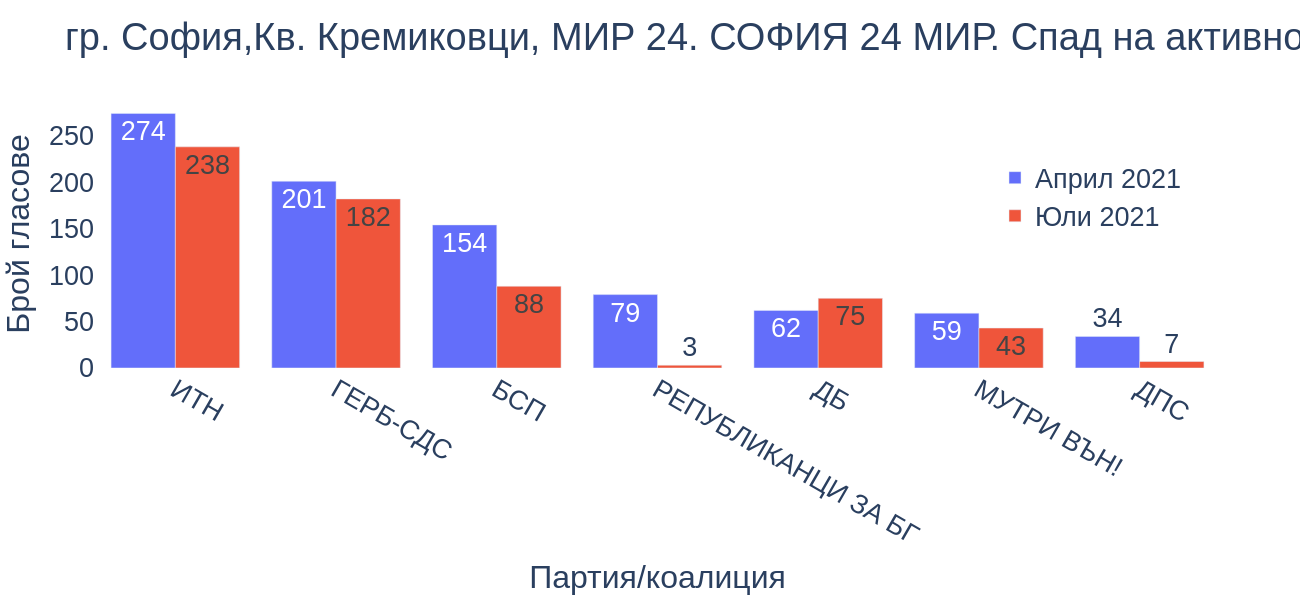 гр. София,Кв. Кремиковци, МИР 24. СОФИЯ 24 МИР. Спад на активно
Брой гласове
250
200
150
100
50
0
274
238
201
182
154
88
79
3
62
75
59
43
34
7
Април 2021
Юли 2021
ИТН
ГЕРБ-СДС
БСП
РЕПУБЛИКАНЦИ ЗА БГ
ДБ
МУТРИ ВЪН!
ДПС
Партия/коалиция